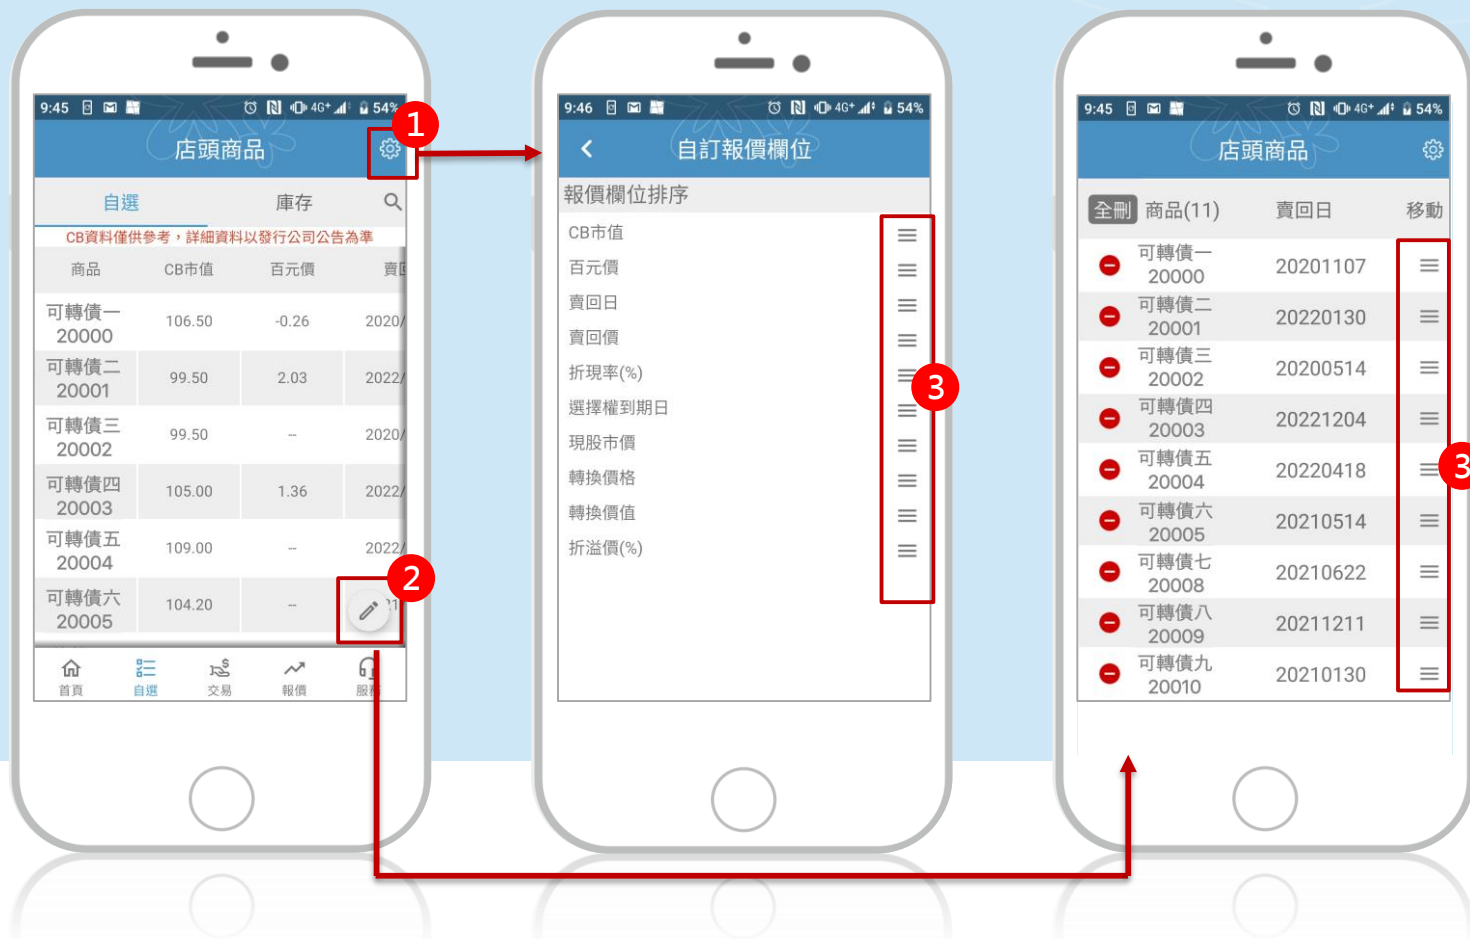 9:45 4G+ 54%
1
店頭商品
自選 庫存
CB資料僅供參考，詳細資料以發行公司公告為準
商品 CB市值 百元價
可轉債一
20000 106.50 -0.26 2020/
可轉債二
20001 99.50 2.03 2022/
可轉債三
20002 99.50 -- 2020/
可轉債四
20003 105.00 1.36 2022/
可轉債五
20004 109.00 -- 2022/
2
可轉債六
20005 104.20 --
首頁 自選 交易 報價 服務
9:46 4G+ 54%
自訂報價欄位
報價欄位排序
CB市值
百元價
賣回日
賣回價
折現率(%)
3
選擇權到期日
現股市價
轉換價格
轉換價值
折溢價(%)
9:45 4G+ 54%
店頭商品
全刪 商品(11) 賣回日 移動
可轉債一
20000 20201107
可轉債二
20001 20220130
可轉債三
20002 20200514
可轉債四
20003 20221204
可轉債五
20004 20220418
3
可轉債六
20005 20210514
可轉債七
20008 20210622
可轉債八
20009 20211211
可轉債九
20010 20210130